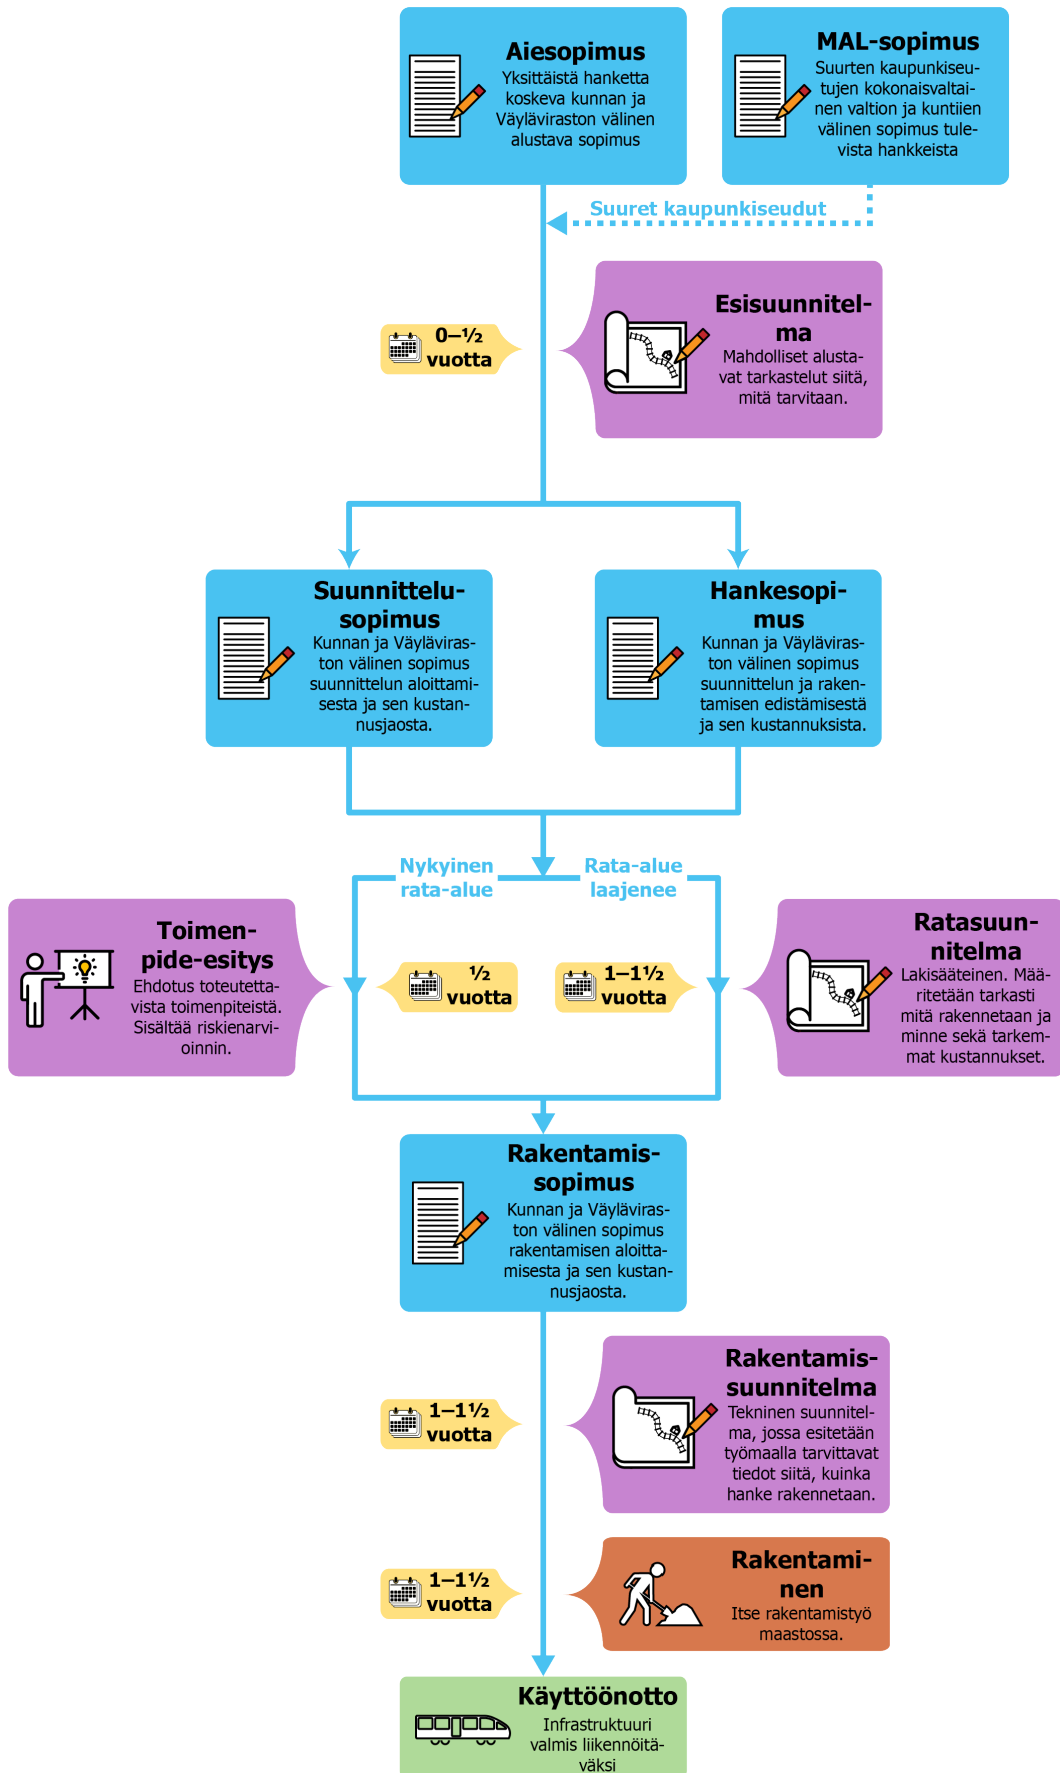 Aiesopimus
Yksittäistä hanketta
koskeva kunnan ja
Väyläviraston välinen
alustava sopimus
MAL-sopimus
Suurten kaupunkiseu-
tujen kokonaisvaltai-
nen valtion ja kuntiien
välinen sopimus tule-
vista hankkeista
Suuret kaupunkiseudut
0–½
vuotta
Esisuunnitel-
ma
Mahdolliset alusta-
vat tarkastelut siitä,
mitä tarvitaan.
Suunnittelu-
sopimus
Kunnan ja Väyläviras-
ton välinen sopimus
suunnittelun aloittami-
sesta ja sen kustan-
nusjaosta.
Hankesopi-
mus
Kunnan ja Väyläviras-
ton välinen sopimus
suunnittelun ja raken-
tamisen edistämisestä
ja sen kustannuksista.
Nykyinen
rata-alue
Rata-alue
laajenee
Toimen-
pide-esitys
Ehdotus toteutetta-
vista toimenpiteistä.
Sisältää riskienarvi-
oinnin.
½
vuotta
1–1½
vuotta
Ratasuun-
nitelma
Lakisääteinen. Mää-
ritetään tarkasti
mitä rakennetaan ja
minne sekä tarkem-
mat kustannukset.
Rakentamis-
sopimus
Kunnan ja Väyläviras-
ton välinen sopimus
rakentamisen aloitta-
misesta ja sen kustan-
nusjaosta.
1–1½
vuotta
Rakentamis-
suunnitelma
Tekninen suunnitel-
ma, jossa esitetään
työmaalla tarvittavat
tiedot siitä, kuinka
hanke rakennetaan.
1–1½
vuotta
Rakentami-
nen
Itse rakentamistyö
maastossa.
Käyttöönotto
Infrastruktuuri
valmis liikennöitä-
väksi